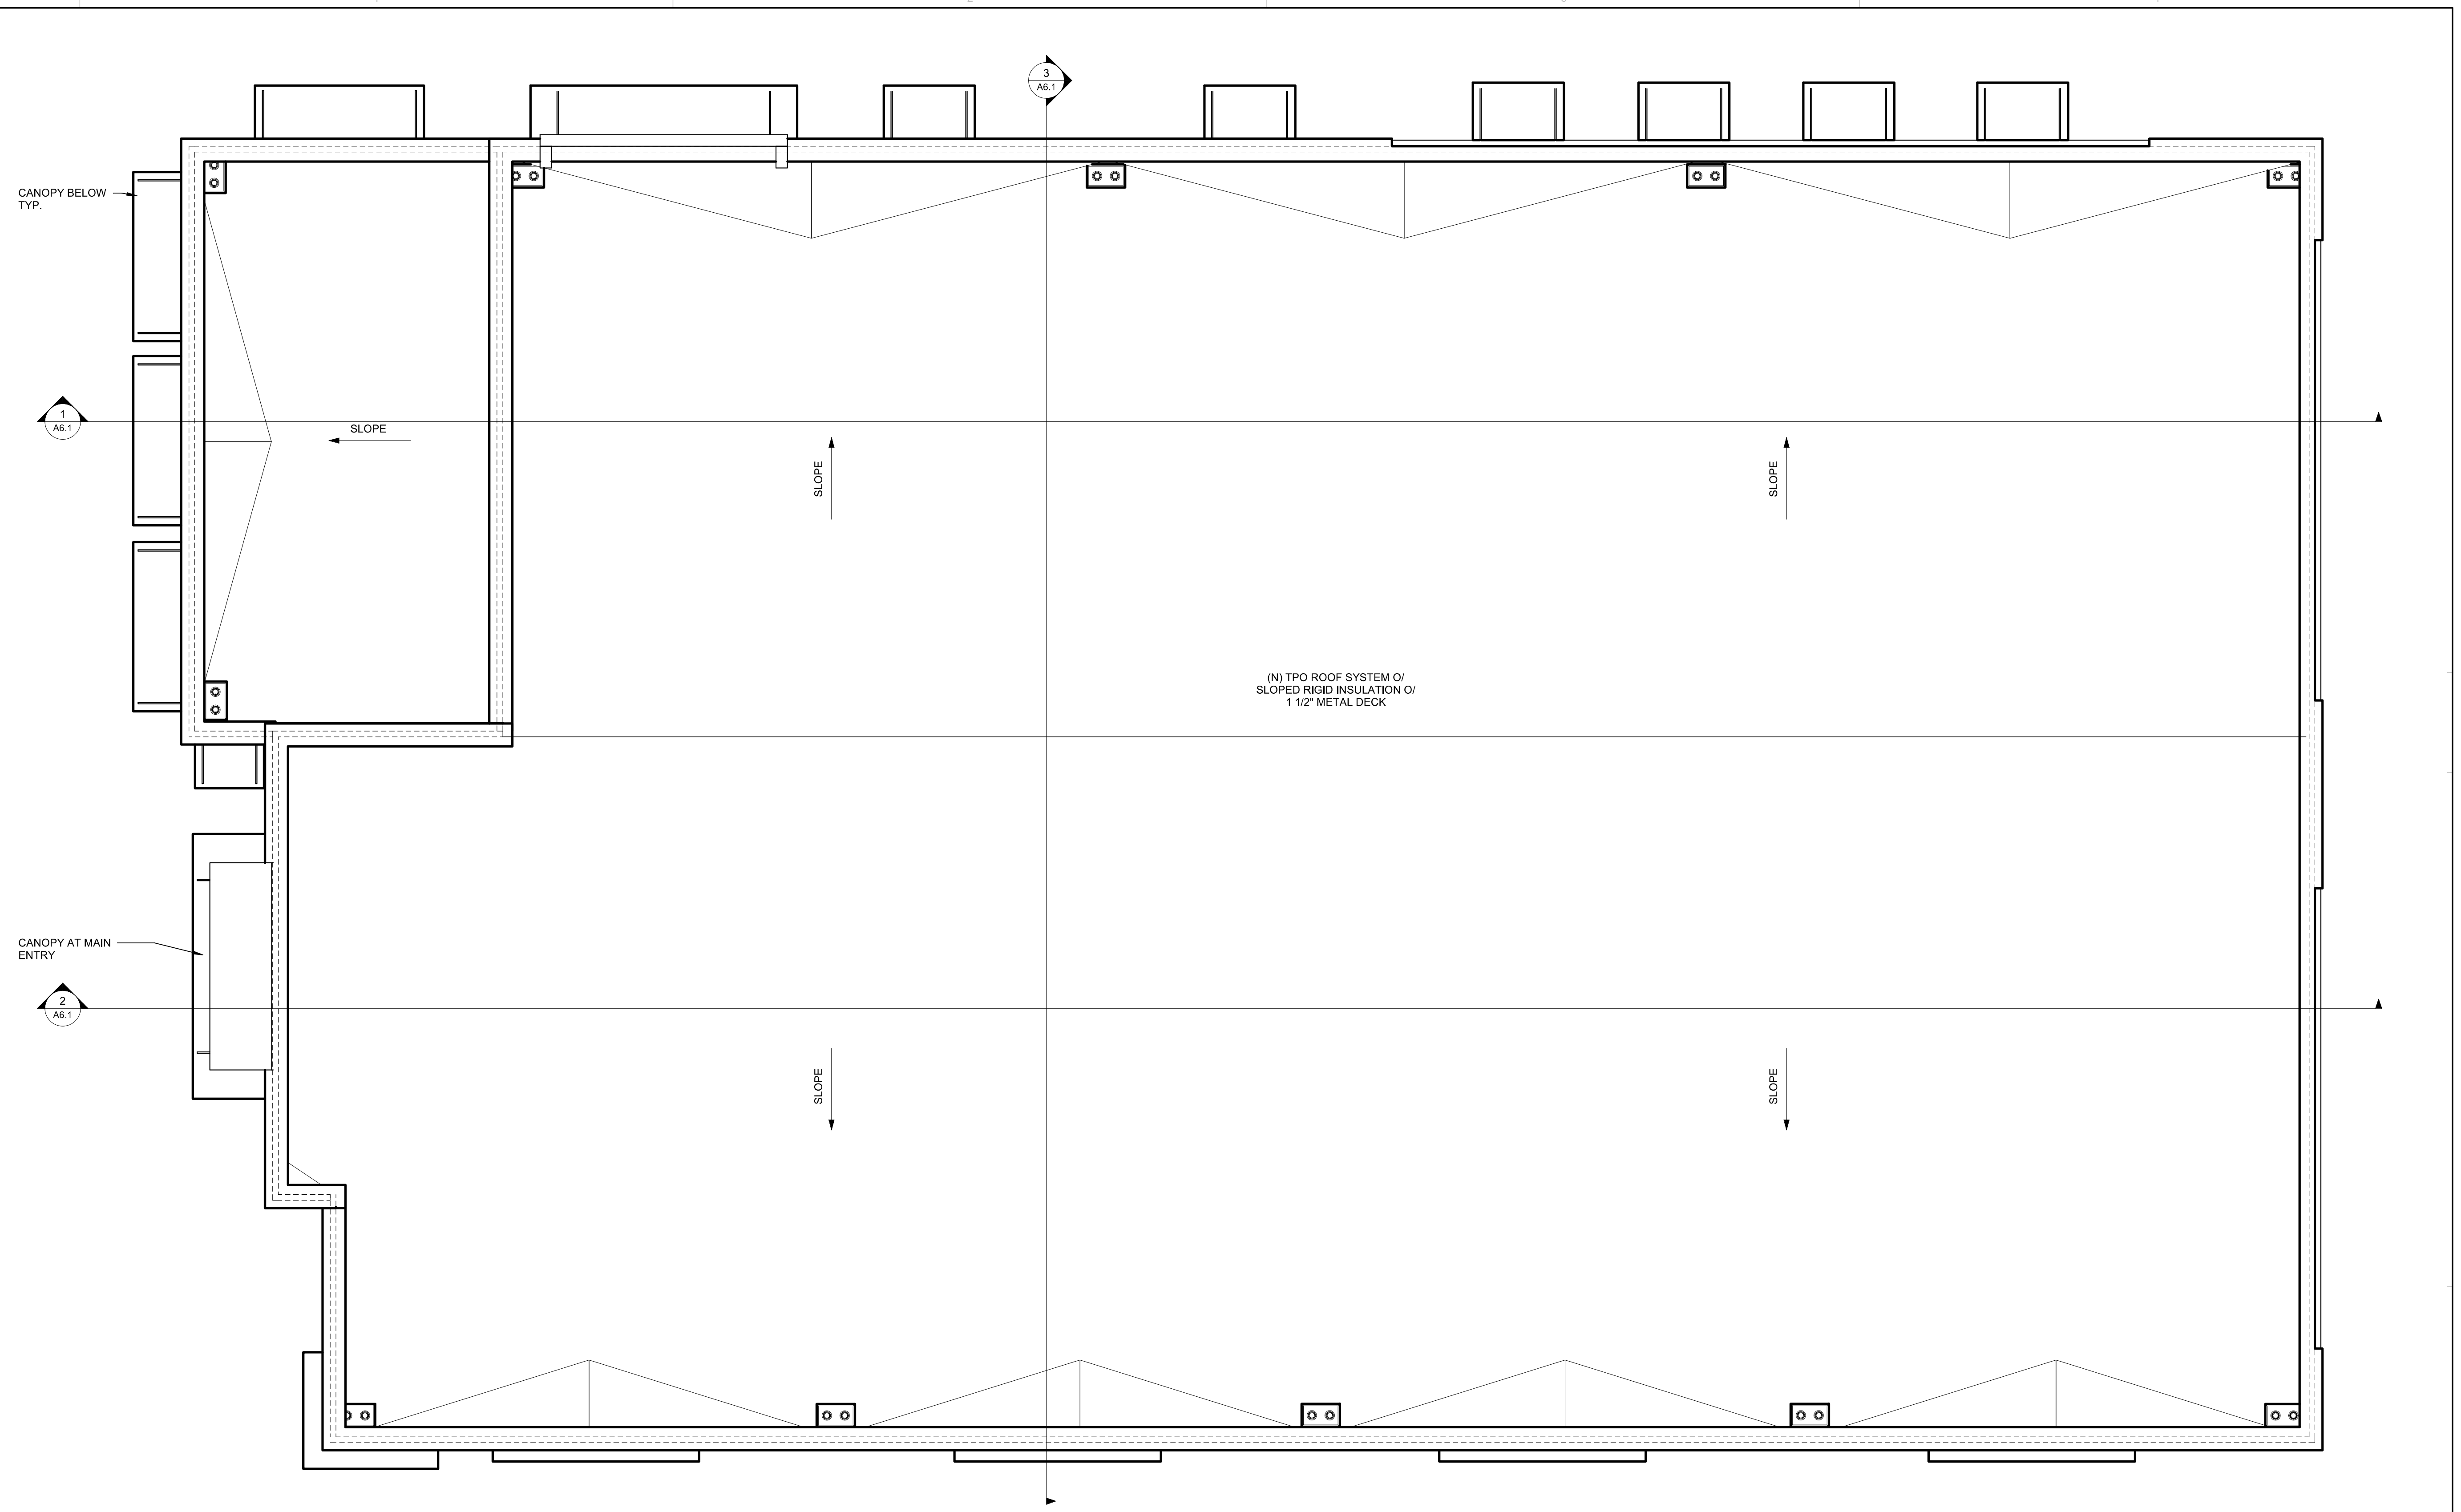 3
A6.1
CANOPY BELOW
TYP.
1
A6.1
SLOPE
SLOPE
SLOPE
(N) TPO ROOF SYSTEM O/
SLOPED RIGID INSULATION O/
1 1/2" METAL DECK
CANOPY AT MAIN
ENTRY
2
A6.1
SLOPE
SLOPE